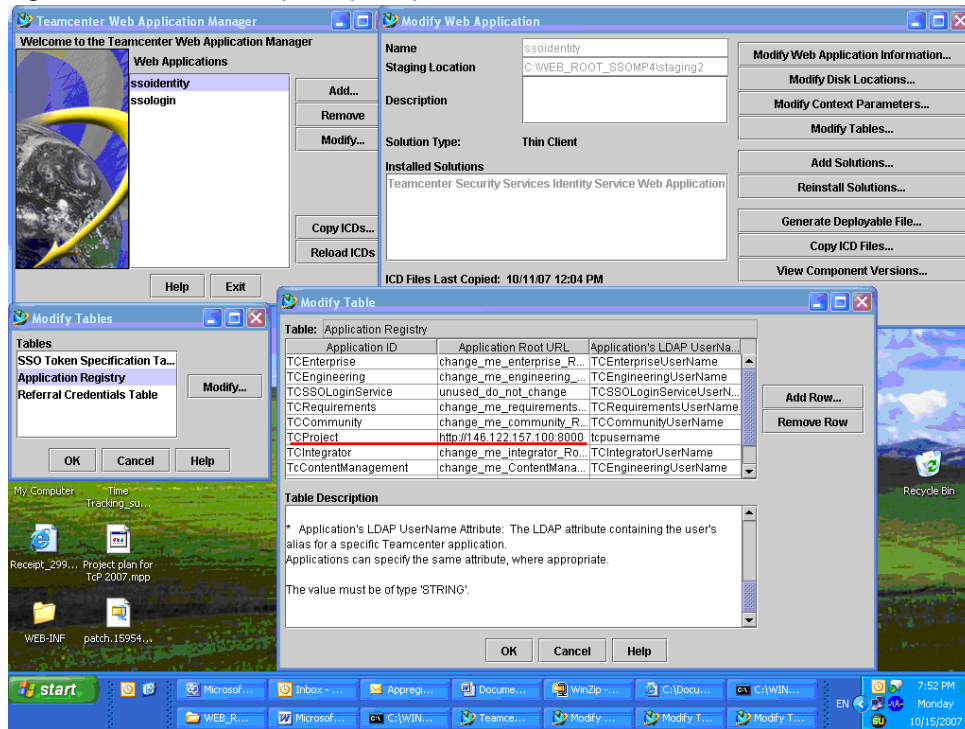 Teamcenter Web Application Manager
Welcome to the Teamcenter Web Application Manager
Web Applications
ssoidentity
ssologin
Add...
Remove
Modify...
Copy ICDs...
Reload ICDs
Help
Exit
Modify Web Application
Name
ssoidentity
Staging Location
C:\WEB_ROOT_SSOMP4\staging2
Description
Solution Type:
Thin Client
Installed Solutions
Teamcenter Security Services Identity Service Web Application
ICD Files Last Copied: 10/11/07 12:04 PM
Modify Web Application Information...
Modify Disk Locations...
Modify Context Parameters...
Modify Tables...
Add Solutions...
Reinstall Solutions...
Generate Deployable File...
Copy ICD Files...
View Component Versions...
Modify Tables
Tables
SSO Token Specification Ta...
Application Registry
Referral Credentials Table
Modify...
OK
Cancel
Help
Modify Table
Table: Application Registry
Application ID Application Root URL Application's LDAP UserNa...
TCEnterprise change_me_enterprise_R... TCEnterpriseUserName
TCEngineering change_me_engineering_... TCEngineeringUserName
TCSSOLoginService unused_do_not_change TCSSOLoginServiceUserN...
TCRequirements change_me_requirements... TCRequirementsUserName
TCCommunity change_me_community_R... TCCommunityUserName
TCProject http://146.122.157.100:8000 tcpusername
TCIntegrator change_me_integrator_Ro... TCIntegratorUserName
TcContentManagement change_me_ContentMana... TCEngineeringUserName
Add Row...
Remove Row
Table Description
* Application's LDAP UserName Attribute: The LDAP attribute containing the user's
alias for a specific Teamcenter application.
Applications can specify the same attribute, where appropriate.
The value must be of type 'STRING'.
OK
Cancel
Help
My Computer
Time
Tracking_su...
Receipt_299...
Project plan for
TcP 2007.mpp
WEB-INF
patch.15954...
Recycle Bin
start
Microsof...
Inbox - ...
Appregi...
Docume...
WinZip -...
C:\Docu...
C:\WIN...
WEB_R...
Microsof...
C:\WIN...
Teamce...
Modify ...
Modify T...
Modify T...
EN
7:52 PM
Monday
10/15/2007